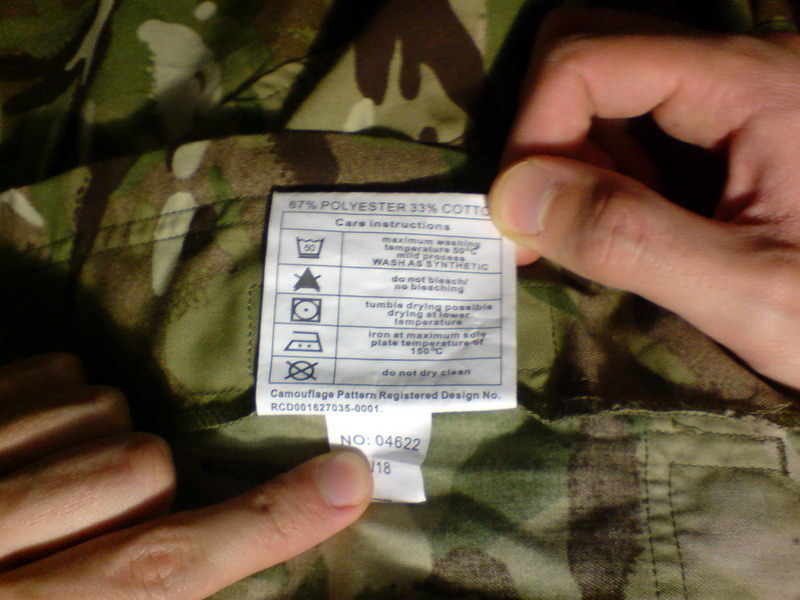 67% POLYESTER 33% COTTO
Care instructions
50
maximum washing
temperature 50°C
mild process
WASH AS SYNTHETIC
do not bleach/
no bleaching
tumble drying possible
drying at lower
temperature
iron at maximum sole
plate temperature of
150°C
do not dry clean
Camouflage Pattern Registered Design No.
RCD001627035-0001.
NO: 04622
J18